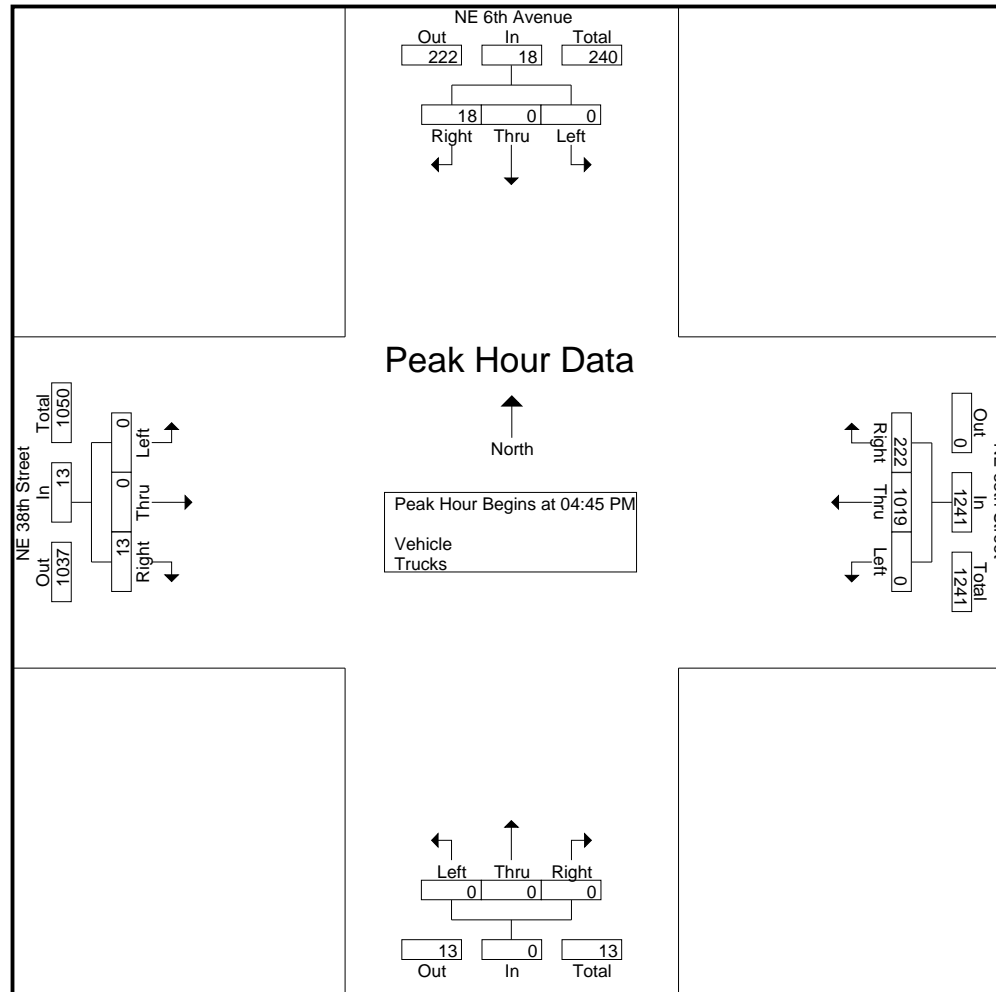 NE 6th Avenue
Out In Total
222 18 240
18 0 0
Right Thru Left
Peak Hour Data
North
Peak Hour Begins at 04:45 PM
Vehicle
Trucks
NE 38th Street
Out In Total
1037 13 1050
Left Thru Right
0 0 13
Out In Total
0 1241 1241
Right Thru Left
222 1019 0
Left Thru Right
0 0 0
13 0 13
Out In Total